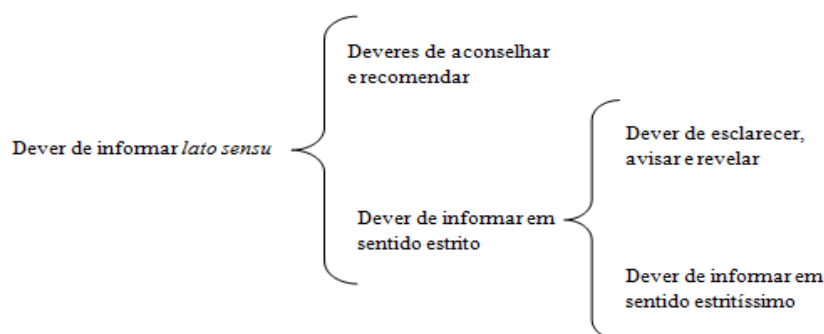 Deveres de aconselhar
e recomendar
Dever de informar lato sensu
Dever de informar em
sentido estrito
Dever de esclarecer,
avisar e revelar
Dever de informar em
sentido estritíssimo